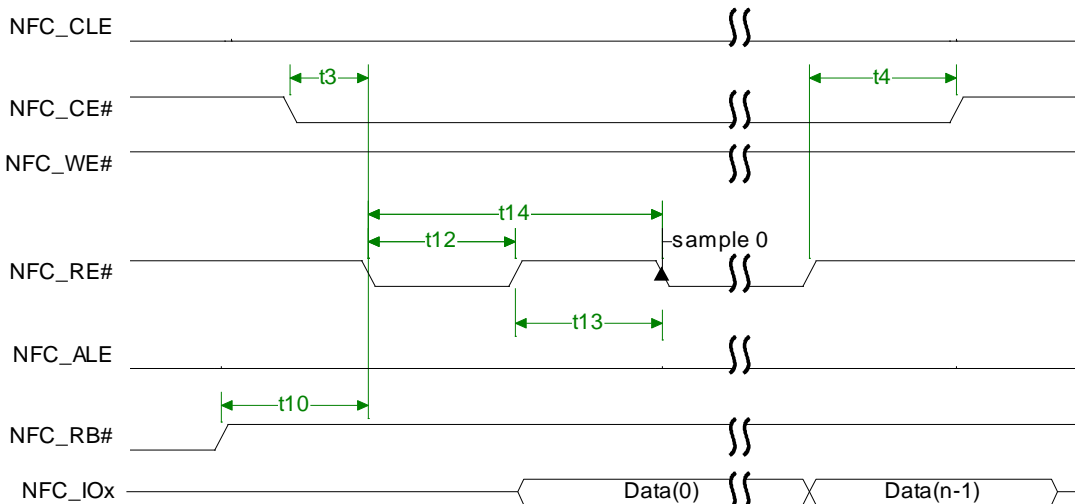 NFC_CLE
t3
t4
NFC_CE#
NFC_WE#
t14
t12
sample 0
NFC_RE#
t13
NFC_ALE
t10
NFC_RB#
NFC_IOx
Data(0)
Data(n-1)